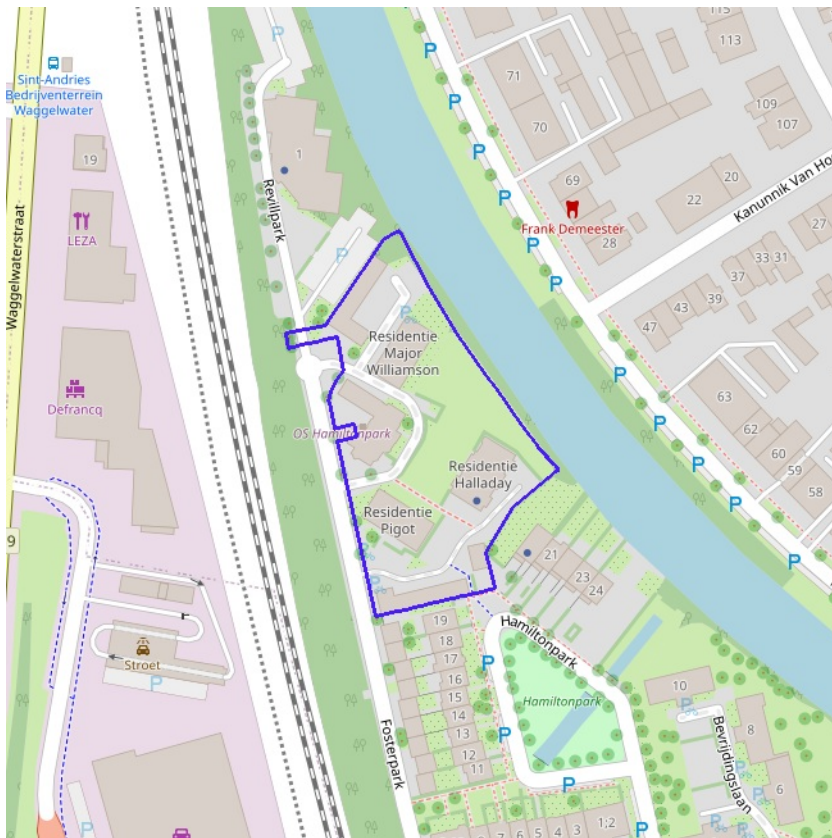 P
113
71
Sint-Andries
Bedrijventerrein
Waggelwater
P
P
109
107
70
P
19
1
69
20
22
P
Kanunnik Van Ho
Revillpark
LEZA
Frank Demeester
28
27
P
33
31
37
39
P
43
47
Waggelwaterstraat
Residentie
Major
Williamson
P
63
Defrancq
OS Hamiltonpark
P
62
60
Residentie
Halladay
59
58
Residentie
Pigot
P
9
21
P
23
24
19
Hamiltonpark
18
Stroet
P
17
P
16
10
15
Hamiltonpark
14
P
13
8
12
11
Bevrijdingslaan
Fosterpark
P
6
7
6
5
4
3
1;2
P
P